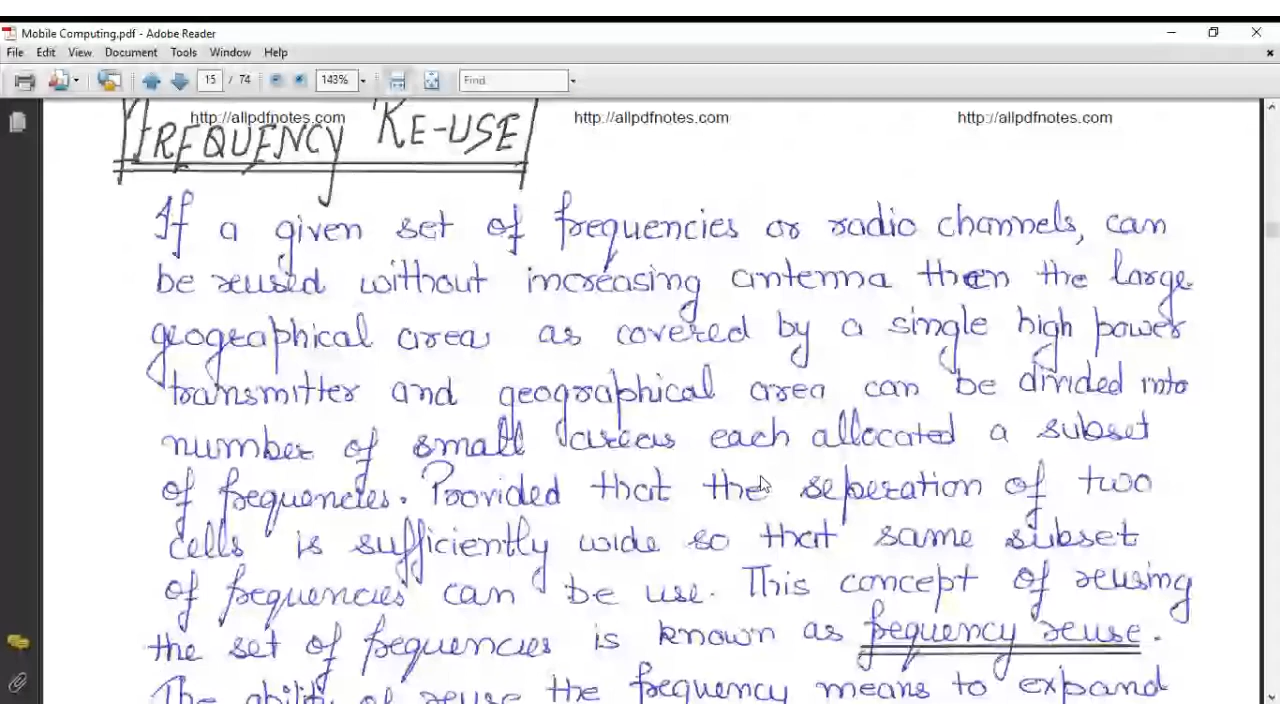 Mobile Computing.pdf - Adobe Reader
File Edit View Document Tools Window Help
15 / 74 143% Find
http://allpdfnotes.com http://allpdfnotes.com http://allpdfnotes.com
FREQUENCY RE-USE
If a given set of frequencies or radio channels, can
be reused without increasing antenna then the large
geographical area as covered by a single high power
transmitter and geographical area can be divided into
number of small areas each allocated a subset
of frequencies. Provided that the seperation of two
cells is sufficiently wide so that same subset
of frequencies can be use. This concept of reusing
the set of frequencies is known as frequency reuse.
The ability of reuse the frequency means to expand